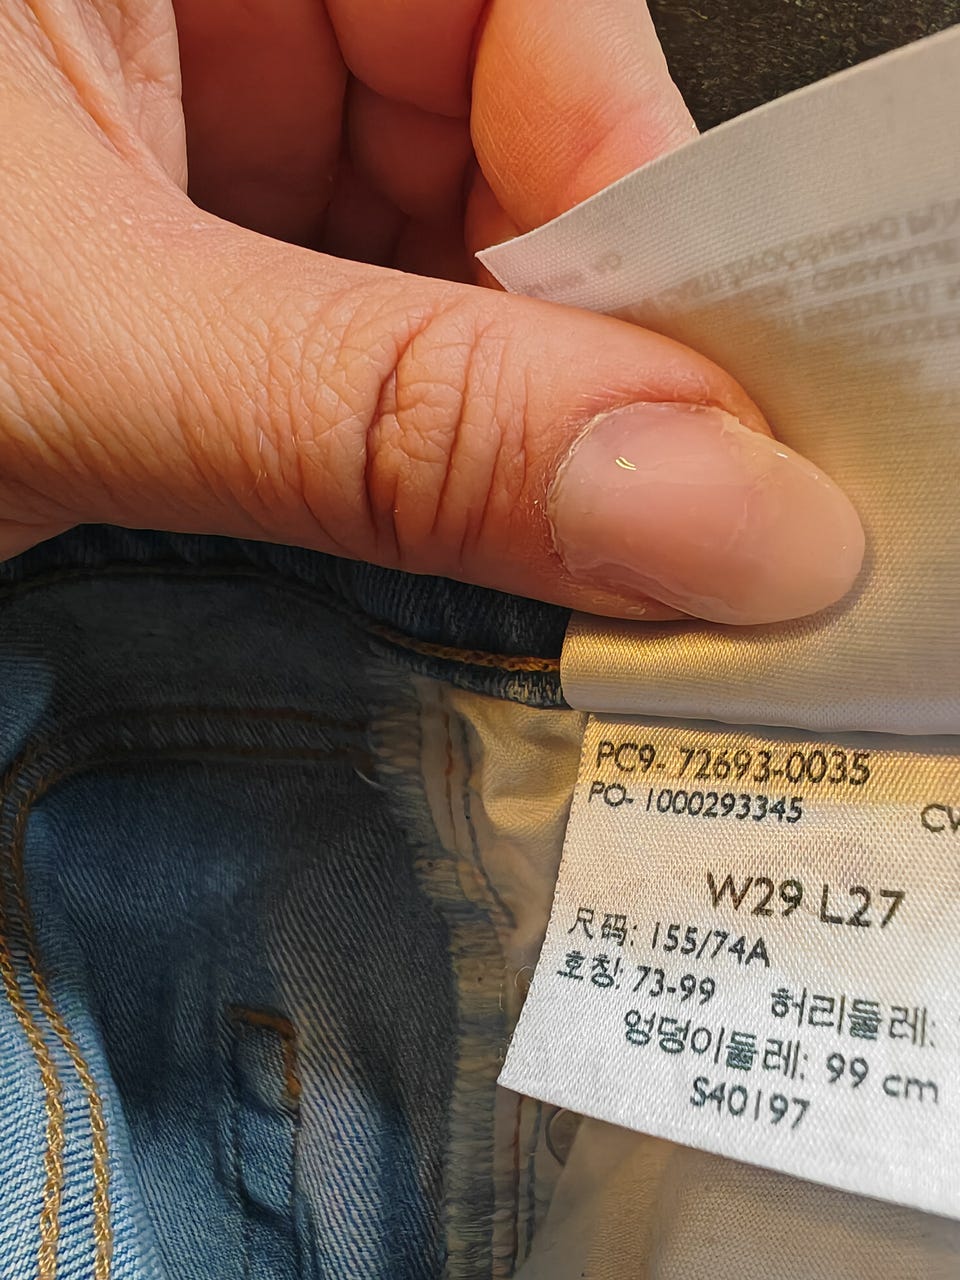 PC9- 72693-0035
PO- 1000293345
W29 L27
尺码: 155/74A
호칭: 73-99 허리둘레:
엉덩이둘레: 99 cm
S40197